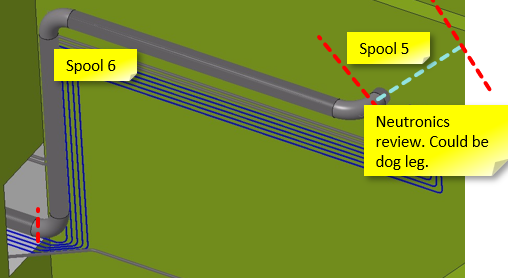 Spool 5
Spool 6
Neutronics
review. Could be
dog leg.